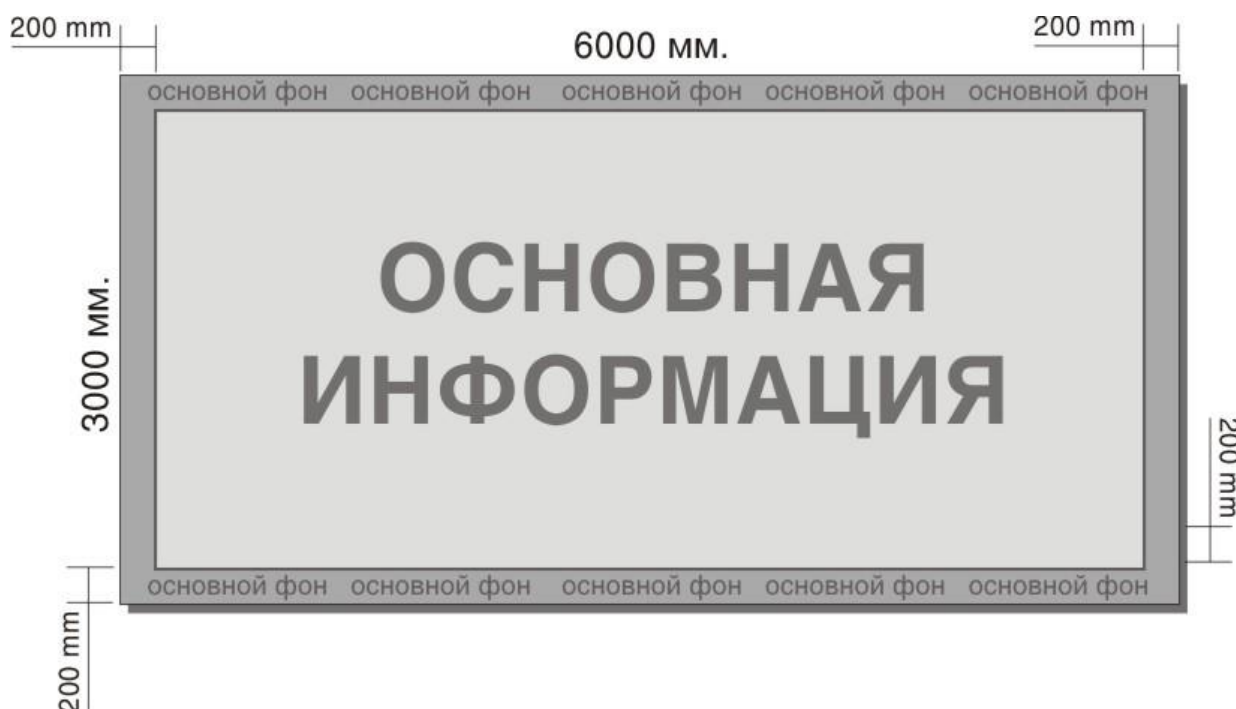 200 mm
6000 мм.
200 mm
основной фон основной фон основной фон основной фон основной фон
ОСНОВНАЯ
ИНФОРМАЦИЯ
3000 мм.
200 mm
основной фон основной фон основной фон основной фон основной фон
200 mm